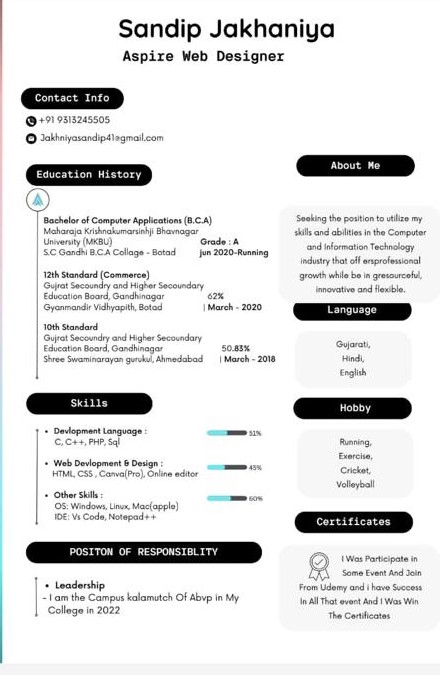 Sandip Jakhaniya
Aspire Web Designer
Contact Info
+91 9313245505
Jakhniyasandip41@gmail.com
Education History
Bachelor of Computer Applications (B.C.A)
Maharaja Krishnakumarsinhji Bhavnagar
University (MKBU) Grade : A
S.C Gandhi B.C.A Collage - Botad jun 2020-Running
12th Standard (Commerce)
Gujrat Secoundry and Higher Secoundary
Education Board, Gandhinagar 62%
Gyanmandir Vidhyapith, Botad | March - 2020
10th Standard
Gujrat Secoundry and Higher Secoundary
Education Board, Gandhinagar 50.83%
Shree Swaminarayan gurukul, Ahmedabad | March - 2018
Skills
• Devlopment Language :
C, C++, PHP, Sql 51%
• Web Devlopment & Design :
HTML, CSS , Canva(Pro), Online editor 45%
• Other Skills : 60%
OS: Windows, Linux, Mac(apple)
IDE: Vs Code, Notepad++
POSITON OF RESPONSIBLITY
• Leadership
- I am the Campus kalamutch Of Abvp in My
College in 2022
About Me
Seeking the position to utilize my
skills and abilities in the Computer
and Information Technology
industry that off ersprofessional
growth while be in gresourceful,
innovative and flexible.
Language
Gujarati,
Hindi,
English
Hobby
Running,
Exercise,
Cricket,
Volleyball
Certificates
I Was Participate in
Some Event And Join
From Udemy and i have Success
In All That event And I Was Win
The Certificates